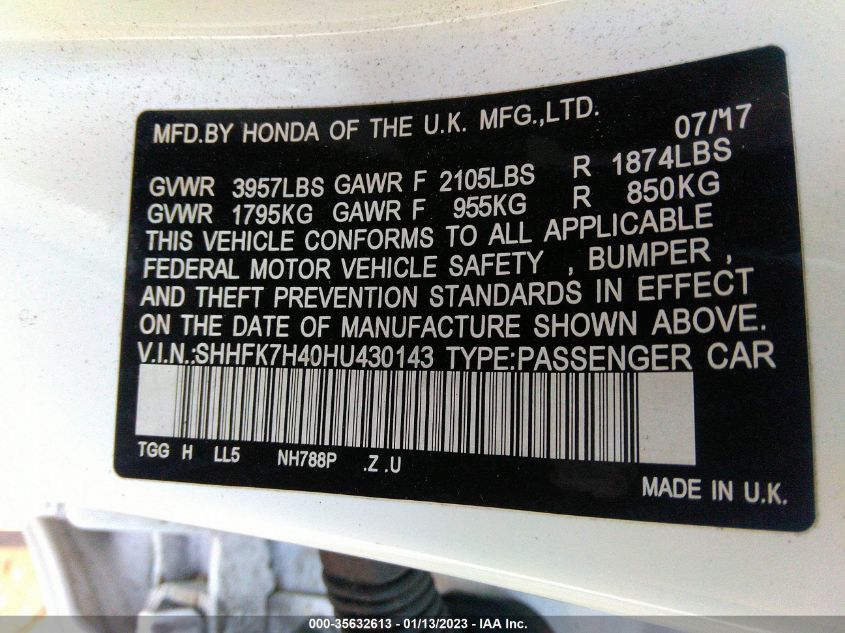 MFD.BY HONDA OF THE U.K. MFG.,LTD. 07/17
GVWR 3957LBS GAWR F 2105LBS R 1874LBS
GVWR 1795KG GAWR F 955KG R 850KG
THIS VEHICLE CONFORMS TO ALL APPLICABLE
FEDERAL MOTOR VEHICLE SAFETY , BUMPER ,
AND THEFT PREVENTION STANDARDS IN EFFECT
ON THE DATE OF MANUFACTURE SHOWN ABOVE.
V.I.N.:SHHFK7H40HU430143 TYPE:PASSENGER CAR
TGG H LL5 NH788P .Z .U
MADE IN U.K.
000-35632613 - 01/13/2023 - IAA Inc.